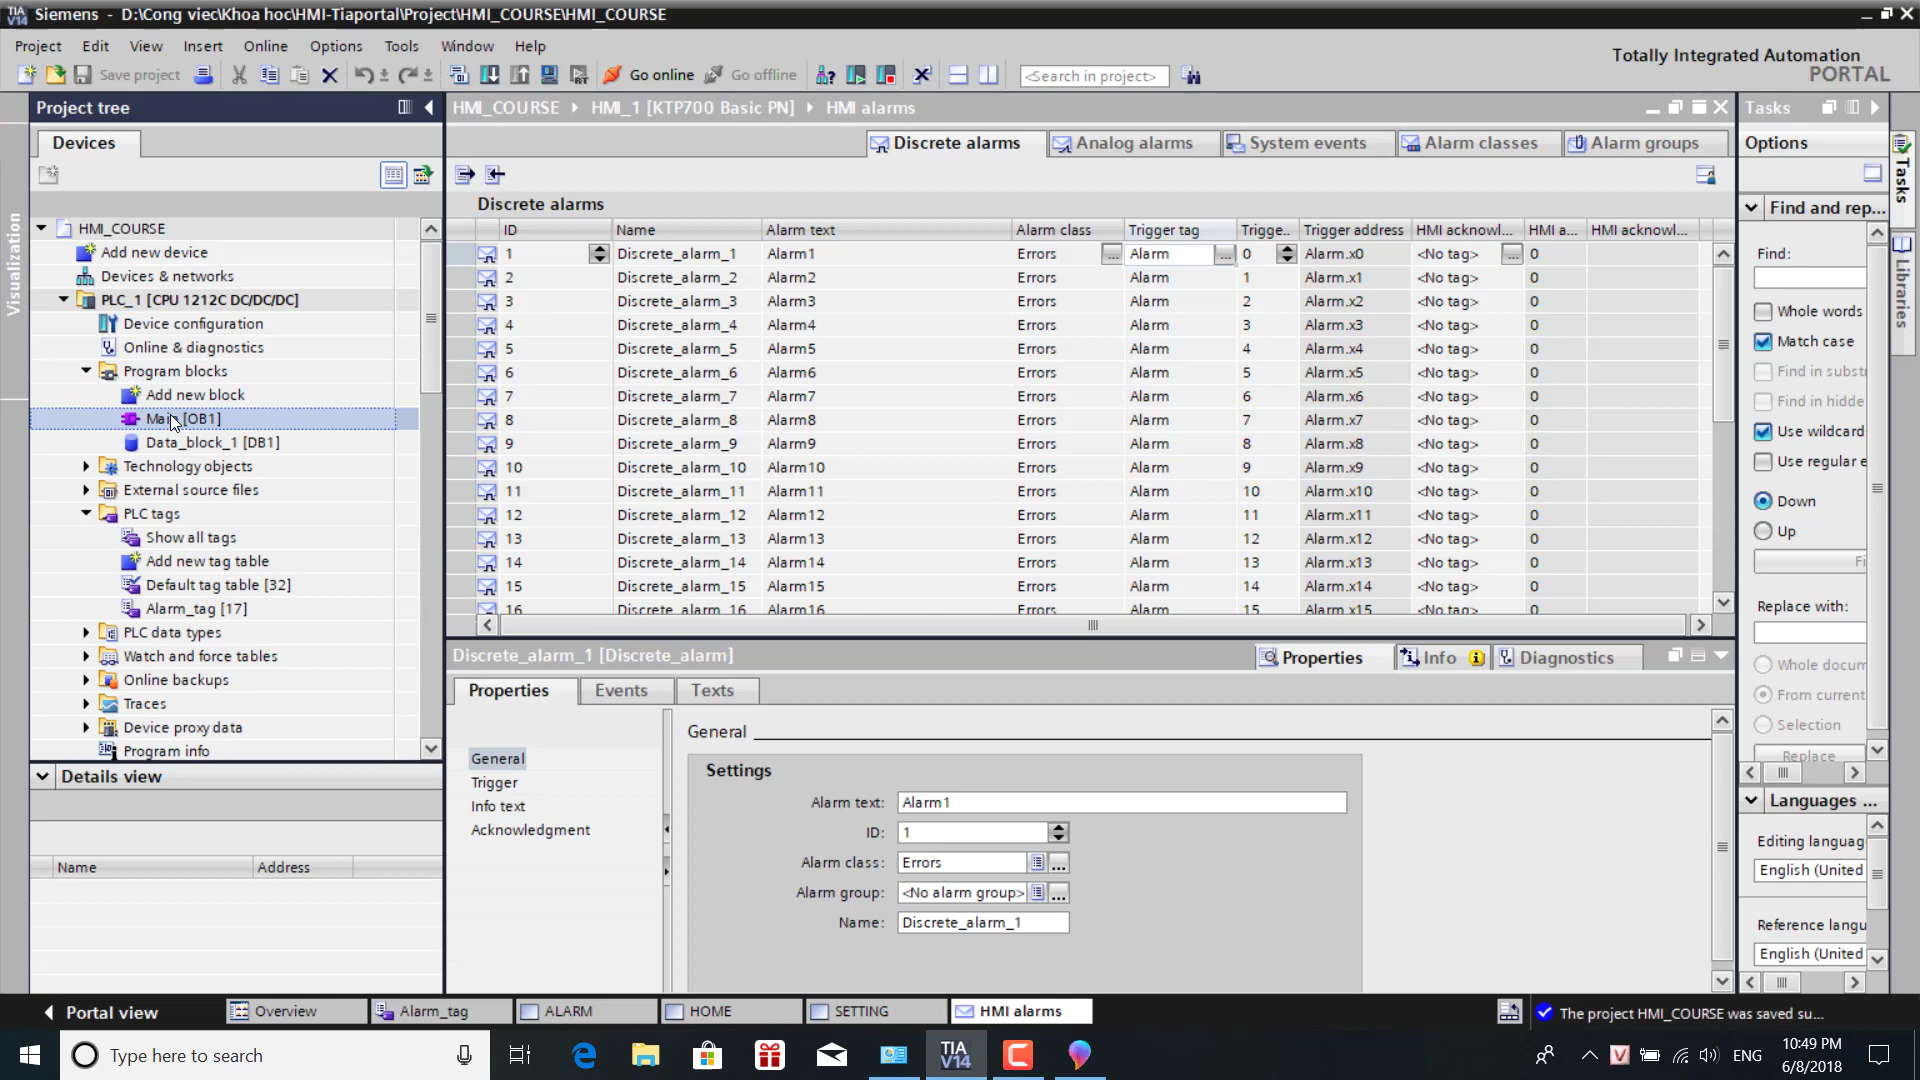 Siemens - D:\Cong viec\Khoa hoc\HMI-Tiaportal\Project\HMI_COURSE\HMI_COURSE
Project Edit View Insert Online Options Tools Window Help
Totally Integrated Automation
PORTAL
Save project Go online Go offline <Search in project>
Project tree
HMI_COURSE HMI_1 [KTP700 Basic PN] HMI alarms
Tasks
Devices
Discrete alarms Analog alarms System events Alarm classes Alarm groups
Options
Visualization
Tasks
Libraries
Discrete alarms
Find and rep...
HMI_COURSE
Add new device
Devices & networks
PLC_1 [CPU 1212C DC/DC/DC]
Device configuration
Online & diagnostics
Program blocks
Add new block
Main [OB1]
Data_block_1 [DB1]
Technology objects
External source files
PLC tags
Show all tags
Add new tag table
Default tag table [32]
Alarm_tag [17]
PLC data types
Watch and force tables
Online backups
Traces
Device proxy data
Program info
Details view
Name Address
ID Name Alarm text Alarm class Trigger tag Trigge.. Trigger address HMI acknowl... HMI a... HMI acknowl...
1 Discrete_alarm_1 Alarm1 Errors ... Alarm ... 0 Alarm.x0 <No tag> ... 0
2 Discrete_alarm_2 Alarm2 Errors Alarm 1 Alarm.x1 <No tag> 0
3 Discrete_alarm_3 Alarm3 Errors Alarm 2 Alarm.x2 <No tag> 0
4 Discrete_alarm_4 Alarm4 Errors Alarm 3 Alarm.x3 <No tag> 0
5 Discrete_alarm_5 Alarm5 Errors Alarm 4 Alarm.x4 <No tag> 0
6 Discrete_alarm_6 Alarm6 Errors Alarm 5 Alarm.x5 <No tag> 0
7 Discrete_alarm_7 Alarm7 Errors Alarm 6 Alarm.x6 <No tag> 0
8 Discrete_alarm_8 Alarm8 Errors Alarm 7 Alarm.x7 <No tag> 0
9 Discrete_alarm_9 Alarm9 Errors Alarm 8 Alarm.x8 <No tag> 0
10 Discrete_alarm_10 Alarm10 Errors Alarm 9 Alarm.x9 <No tag> 0
11 Discrete_alarm_11 Alarm11 Errors Alarm 10 Alarm.x10 <No tag> 0
12 Discrete_alarm_12 Alarm12 Errors Alarm 11 Alarm.x11 <No tag> 0
13 Discrete_alarm_13 Alarm13 Errors Alarm 12 Alarm.x12 <No tag> 0
14 Discrete_alarm_14 Alarm14 Errors Alarm 13 Alarm.x13 <No tag> 0
15 Discrete_alarm_15 Alarm15 Errors Alarm 14 Alarm.x14 <No tag> 0
16 Discrete_alarm_16 Alarm16 Errors Alarm 15 Alarm.x15 <No tag> 0
Discrete_alarm_1 [Discrete_alarm]
Properties Info Diagnostics
Properties Events Texts
General
Trigger
Info text
Acknowledgment
General
Settings
Alarm text: Alarm1
ID: 1
Alarm class: Errors ...
Alarm group: <No alarm group> ...
Name: Discrete_alarm_1
Find:
Whole words
Match case
Find in substr
Find in hidde
Use wildcard
Use regular e
Down
Up
Fi
Replace with:
Whole docum
From current
Selection
Replace
Languages ...
Editing languag
English (United
Reference langu
English (United
Portal view Overview Alarm_tag ALARM HOME SETTING HMI alarms
The project HMI_COURSE was saved su...
Type here to search
TIA
V14
ENG
10:49 PM
6/8/2018